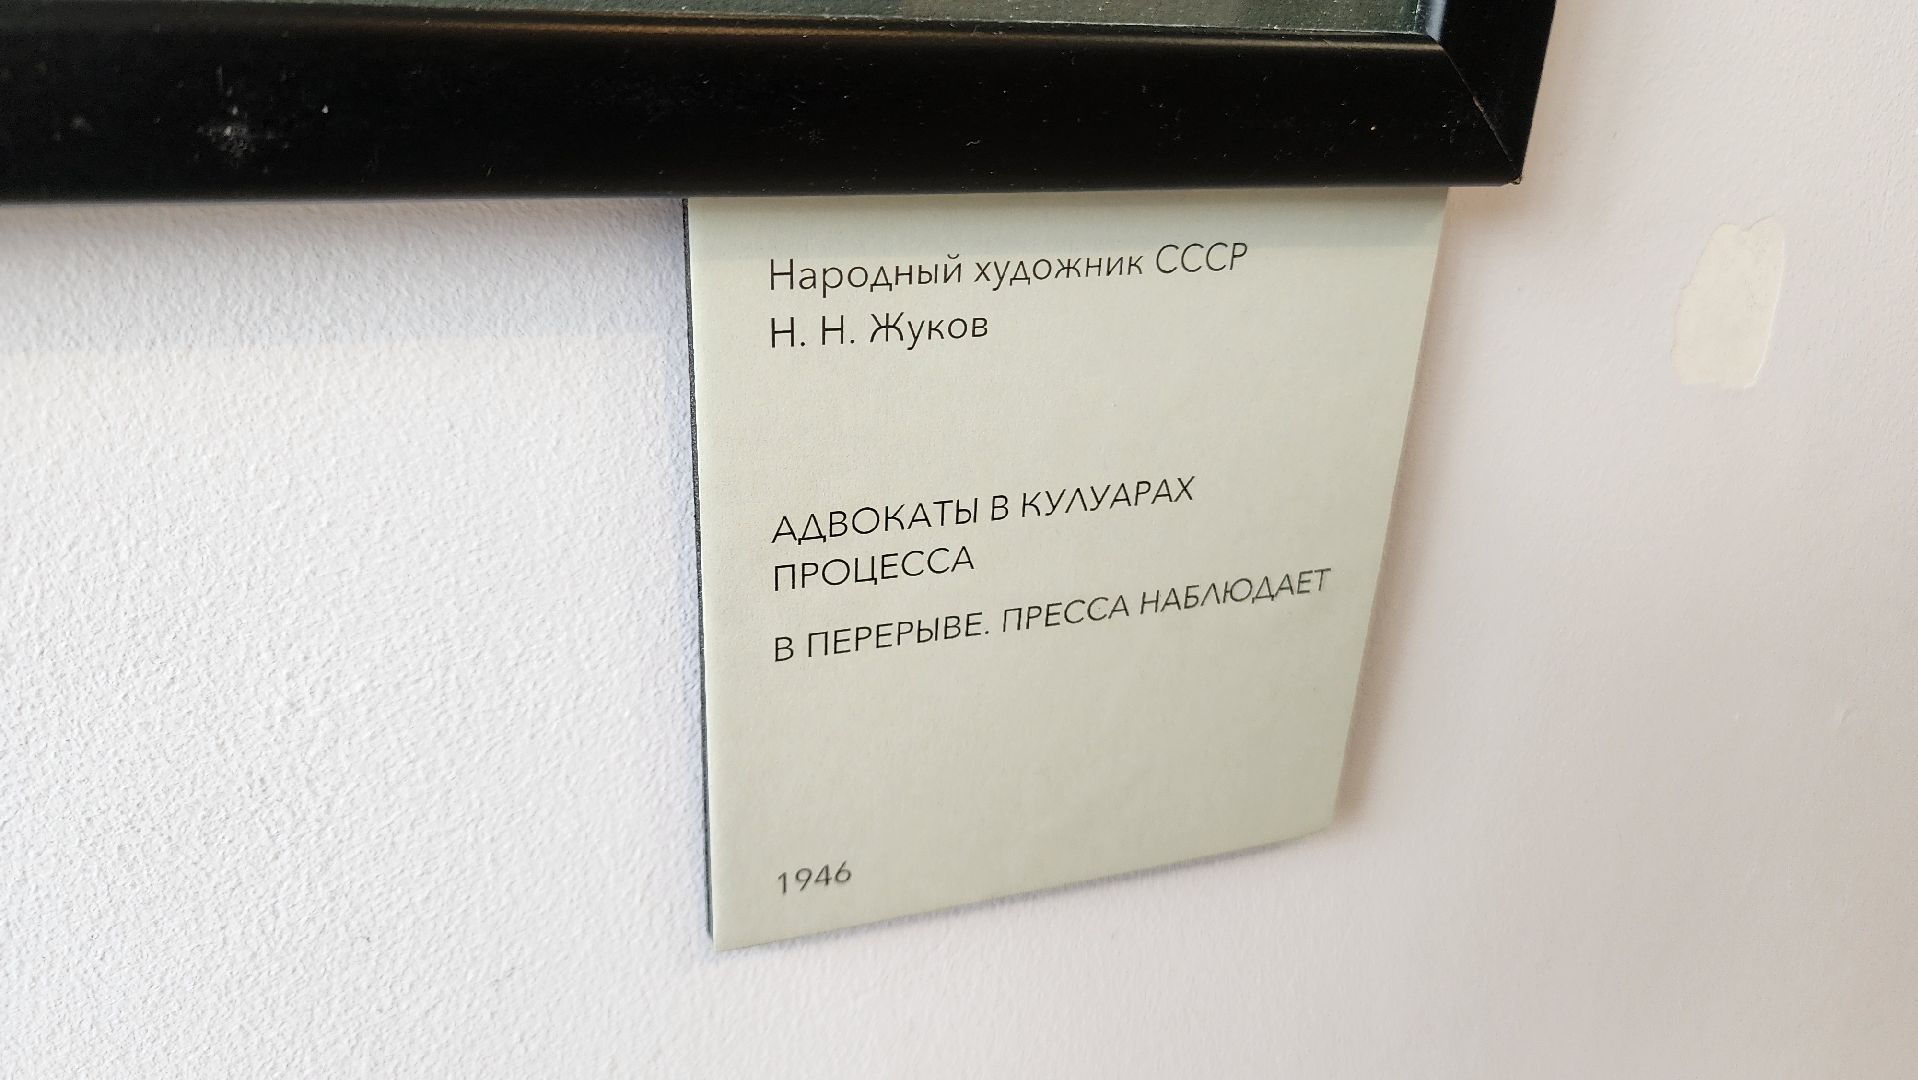 Народный художник СССР
Н. Н. Жуков
АДВОКАТЫ В КУЛУАРАХ
ПРОЦЕССА
В ПЕРЕРЫВЕ. ПРЕССА НАБЛЮДАЕТ
1946